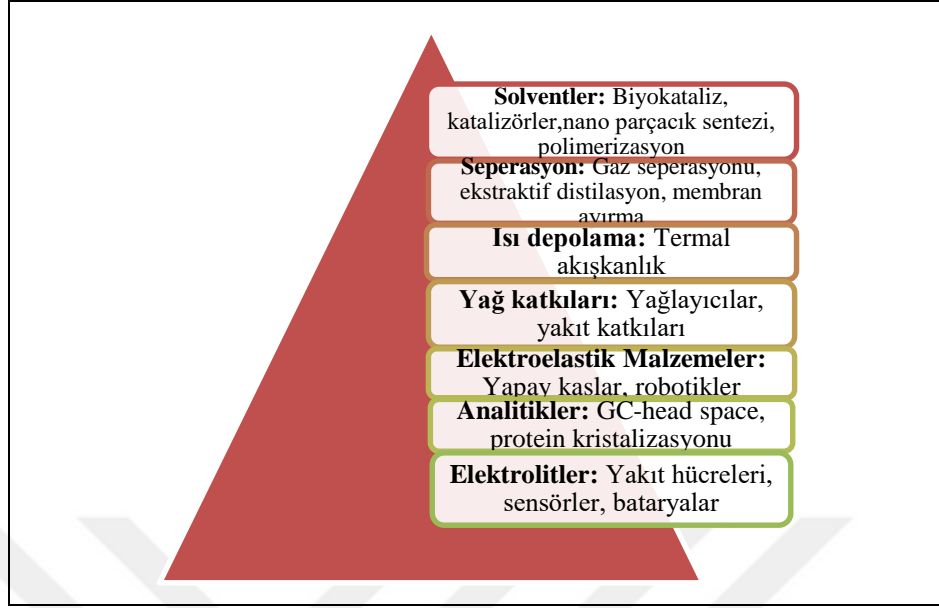 Solventler: Biyokataliz,
katalizörler,nano parçacık sentezi,
polimerizasyon
Seperasyon: Gaz seperasyonu,
ekstraktif distilasyon, membran
ayırma
Isı depolama: Termal
akışkanlık
Yağ katkıları: Yağlayıcılar,
yakıt katkıları
Elektroelastik Malzemeler:
Yapay kaslar, robotikler
Analitikler: GC-head space,
protein kristalizasyonu
Elektrolitler: Yakıt hücreleri,
sensörler, bataryalar